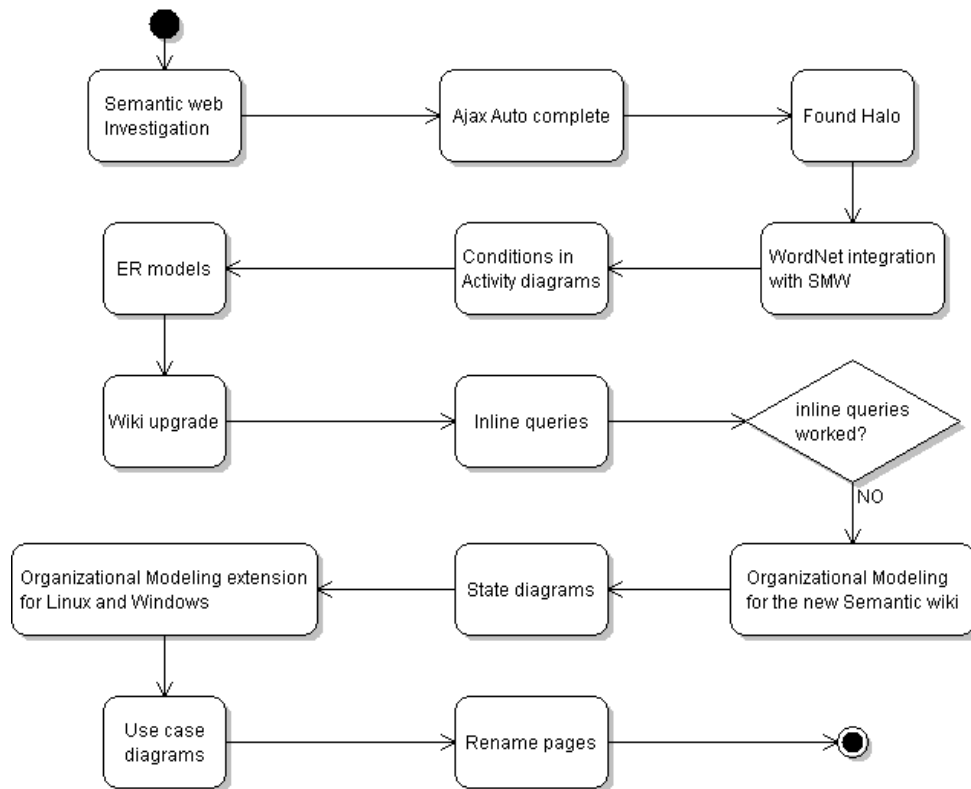 Semantic web
Investigation
Ajax Auto complete
Found Halo
ER models
Conditions in
Activity diagrams
WordNet integration
with SMW
Wiki upgrade
Inline queries
inline queries
worked?
NO
Organizational Modeling extension
for Linux and Windows
State diagrams
Organizational Modeling
for the new Semantic wiki
Use case
diagrams
Rename pages